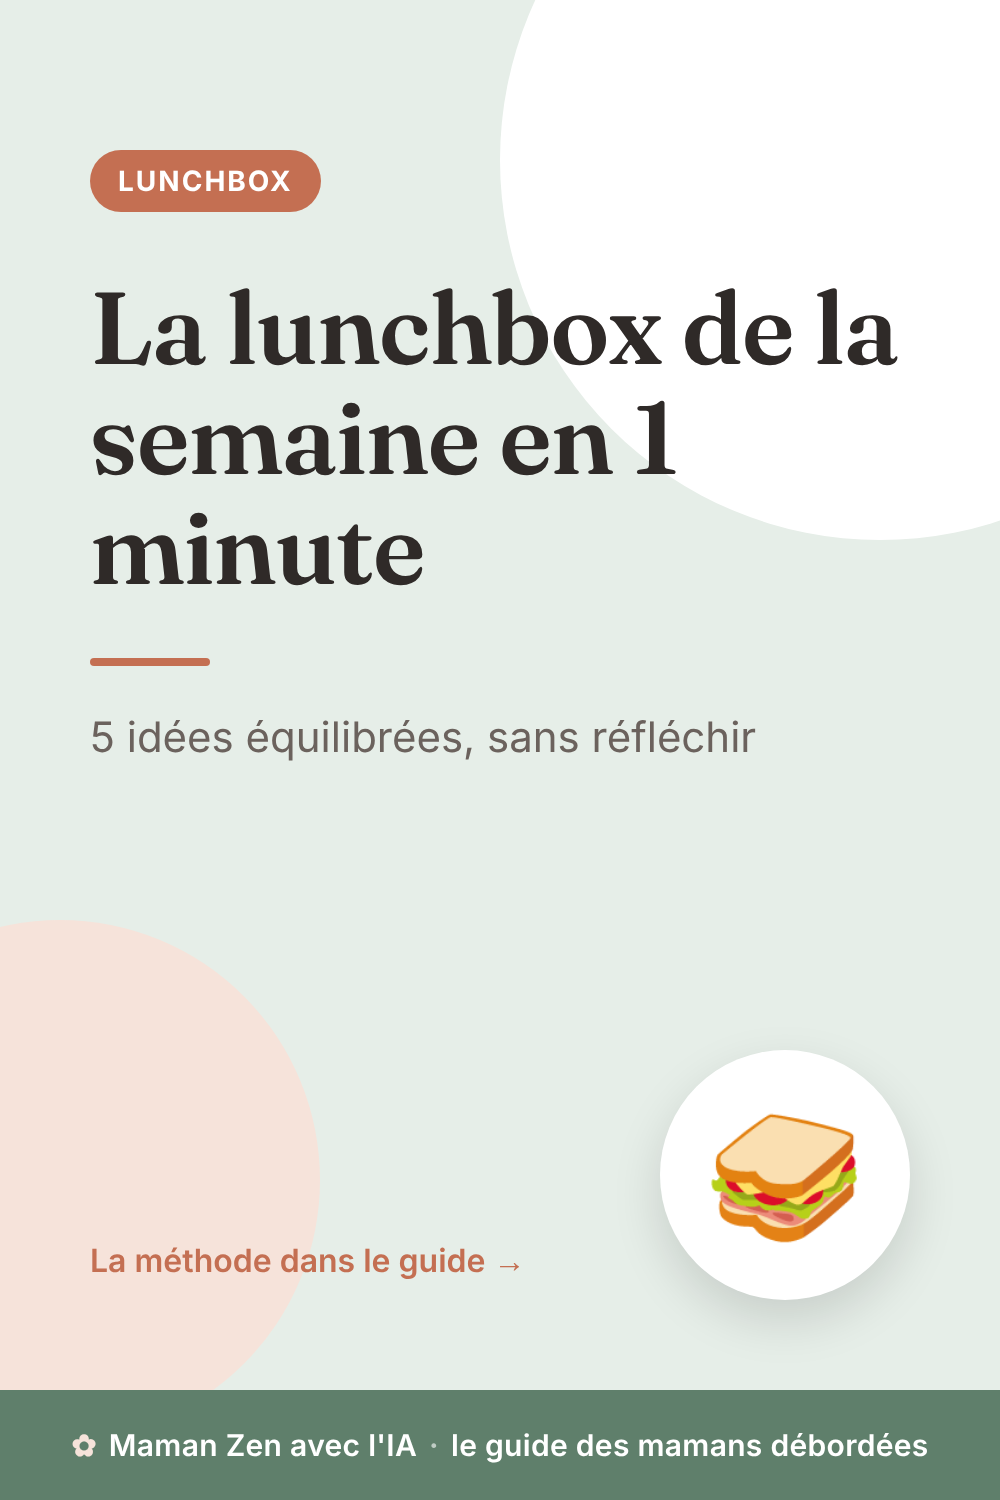 LUNCHBOX
La lunchbox de la
semaine en 1
minute
5 idées équilibrées, sans réfléchir
La méthode dans le guide →
✿ Maman Zen avec l'IA · le guide des mamans débordées